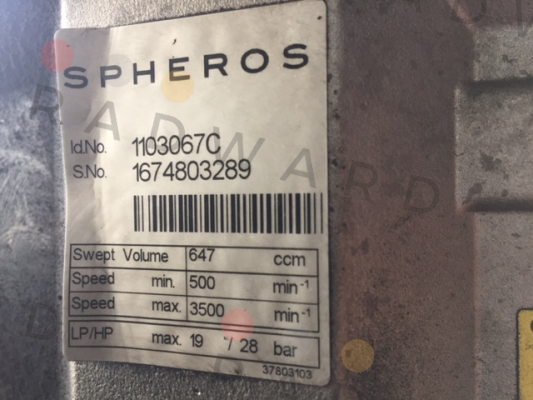 SPHEROS
Id.No. 1103067C
S.No. 1674803289
Swept Volume 647 ccm
Speed min. 500 min-1
Speed max. 3500 min-1
LP/HP max. 19 / 28 bar
37803103
RADWARD